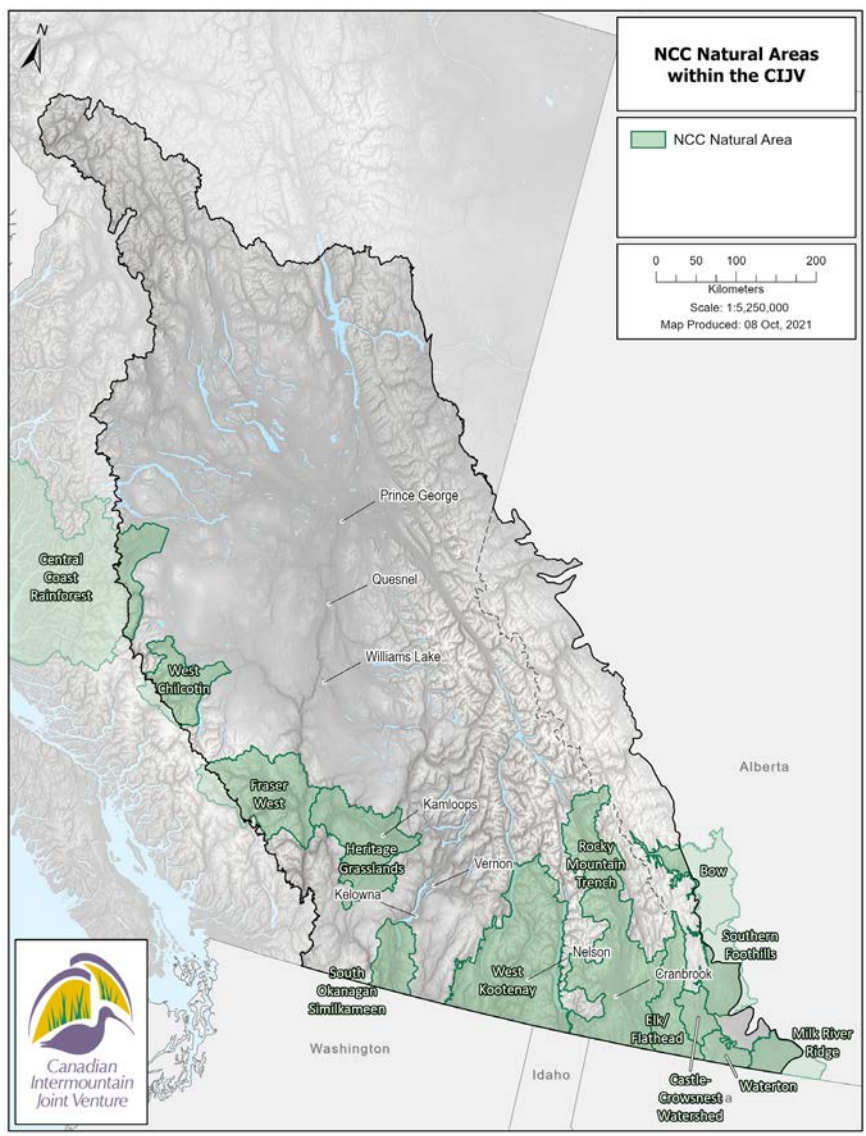 N
NCC Natural Areas
within the CIJV
NCC Natural Area
0 50 100 200
Kilometers
Scale: 1:5,250,000
Map Produced: 08 Oct, 2021
Prince George
Central
Coast
Rainforest
Quesnel
Williams Lake
West
Chilcotin
Alberta
Fraser
West
Kamloops
Heritage
Grasslands
Rocky
Mountain
Trench
Vernon
Bow
Kelowna
Southern
Foothills
Nelson
Cranbrook
South
Okanagan
Similkameen
West
Kootenay
Elk/
Flathead
Milk River
Ridge
Washington
Idaho
Castle-
Crowsnest
Watershed
Waterton
Canadian
Intermountain
Joint Venture